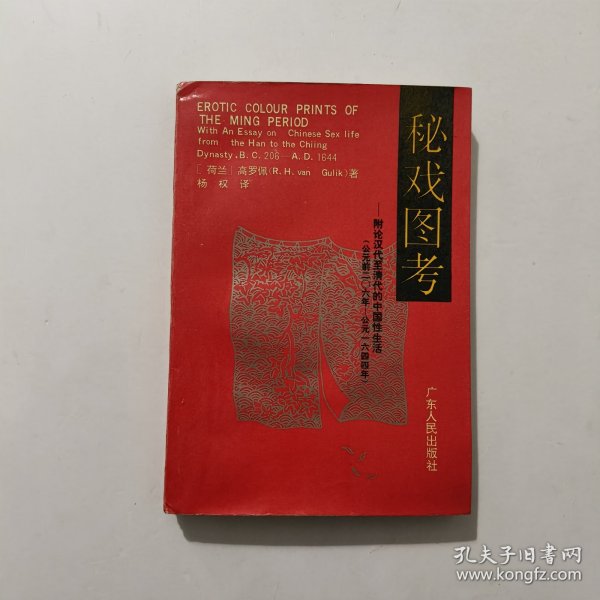 EROTIC COLOUR PRINTS OF
THE MING PERIOD
With An Essay on Chinese Sex life
from the Han to the Chiing
Dynasty.B.C. 206—A.D. 1644
[荷兰]高罗佩(R.H. van Gulik)著
杨权译
秘戏图考
——附论汉代至清代的中国性生活
(公元前二〇六年—公元一六四四年)
广东人民出版社
孔夫子旧书网
www.kongfz.com